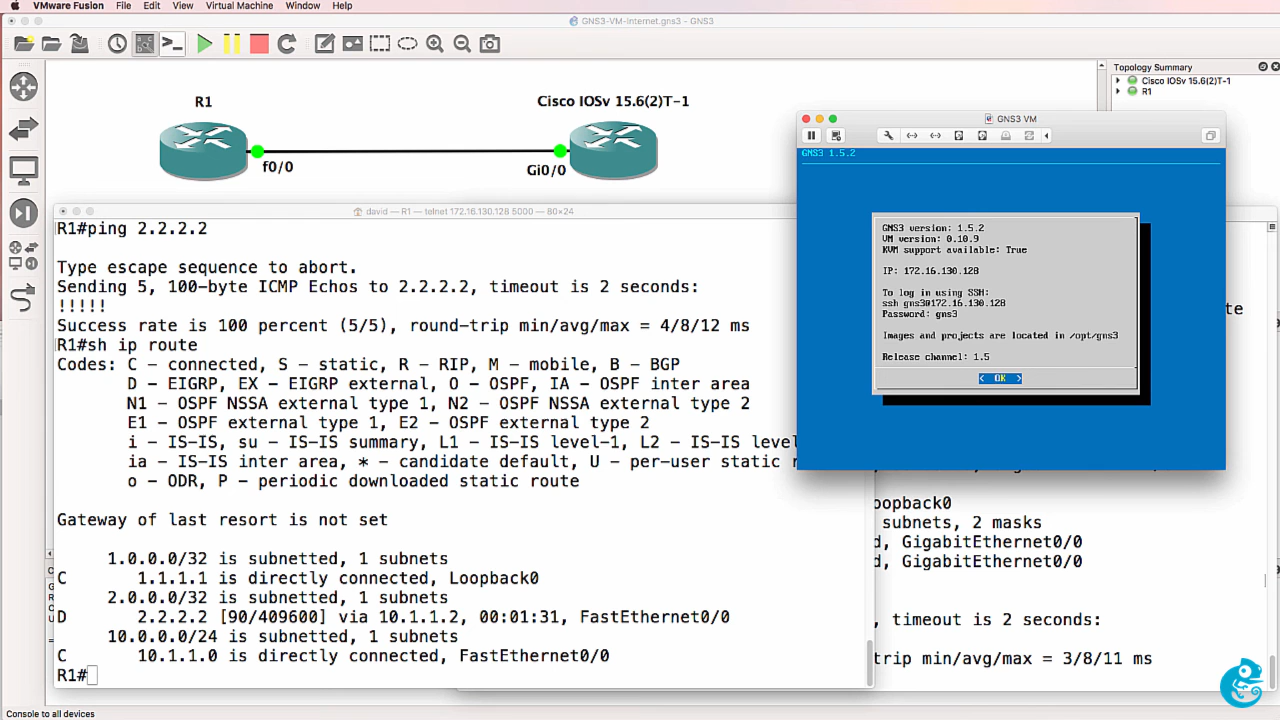 VMware Fusion File Edit View Virtual Machine Window Help
GNS3-VM-internet.gns3 - GNS3
Topology Summary
Cisco IOSv 15.6(2)T-1
R1
R1
Cisco IOSv 15.6(2)T-1
f0/0
Gi0/0
GNS3 VM
GNS3 1.5.2
GNS3 version: 1.5.2
VM version: 0.10.9
KVM support available: True
IP: 172.16.130.128
To log in using SSH:
ssh gns3@172.16.130.128
Password: gns3
Images and projects are located in /opt/gns3
Release channel: 1.5
< OK >
david — R1 — telnet 172.16.130.128 5000 — 80×24
R1#ping 2.2.2.2
Type escape sequence to abort.
Sending 5, 100-byte ICMP Echos to 2.2.2.2, timeout is 2 seconds:
!!!!!
Success rate is 100 percent (5/5), round-trip min/avg/max = 4/8/12 ms
R1#sh ip route
Codes: C - connected, S - static, R - RIP, M - mobile, B - BGP
D - EIGRP, EX - EIGRP external, O - OSPF, IA - OSPF inter area
N1 - OSPF NSSA external type 1, N2 - OSPF NSSA external type 2
E1 - OSPF external type 1, E2 - OSPF external type 2
i - IS-IS, su - IS-IS summary, L1 - IS-IS level-1, L2 - IS-IS level
ia - IS-IS inter area, * - candidate default, U - per-user static r
o - ODR, P - periodic downloaded static route
Gateway of last resort is not set
1.0.0.0/32 is subnetted, 1 subnets
C 1.1.1.1 is directly connected, Loopback0
2.0.0.0/32 is subnetted, 1 subnets
D 2.2.2.2 [90/409600] via 10.1.1.2, 00:01:31, FastEthernet0/0
10.0.0.0/24 is subnetted, 1 subnets
C 10.1.1.0 is directly connected, FastEthernet0/0
R1#
te
oopback0
subnets, 2 masks
d, GigabitEthernet0/0
d, GigabitEthernet0/0
, timeout is 2 seconds:
trip min/avg/max = 3/8/11 ms
Console to all devices